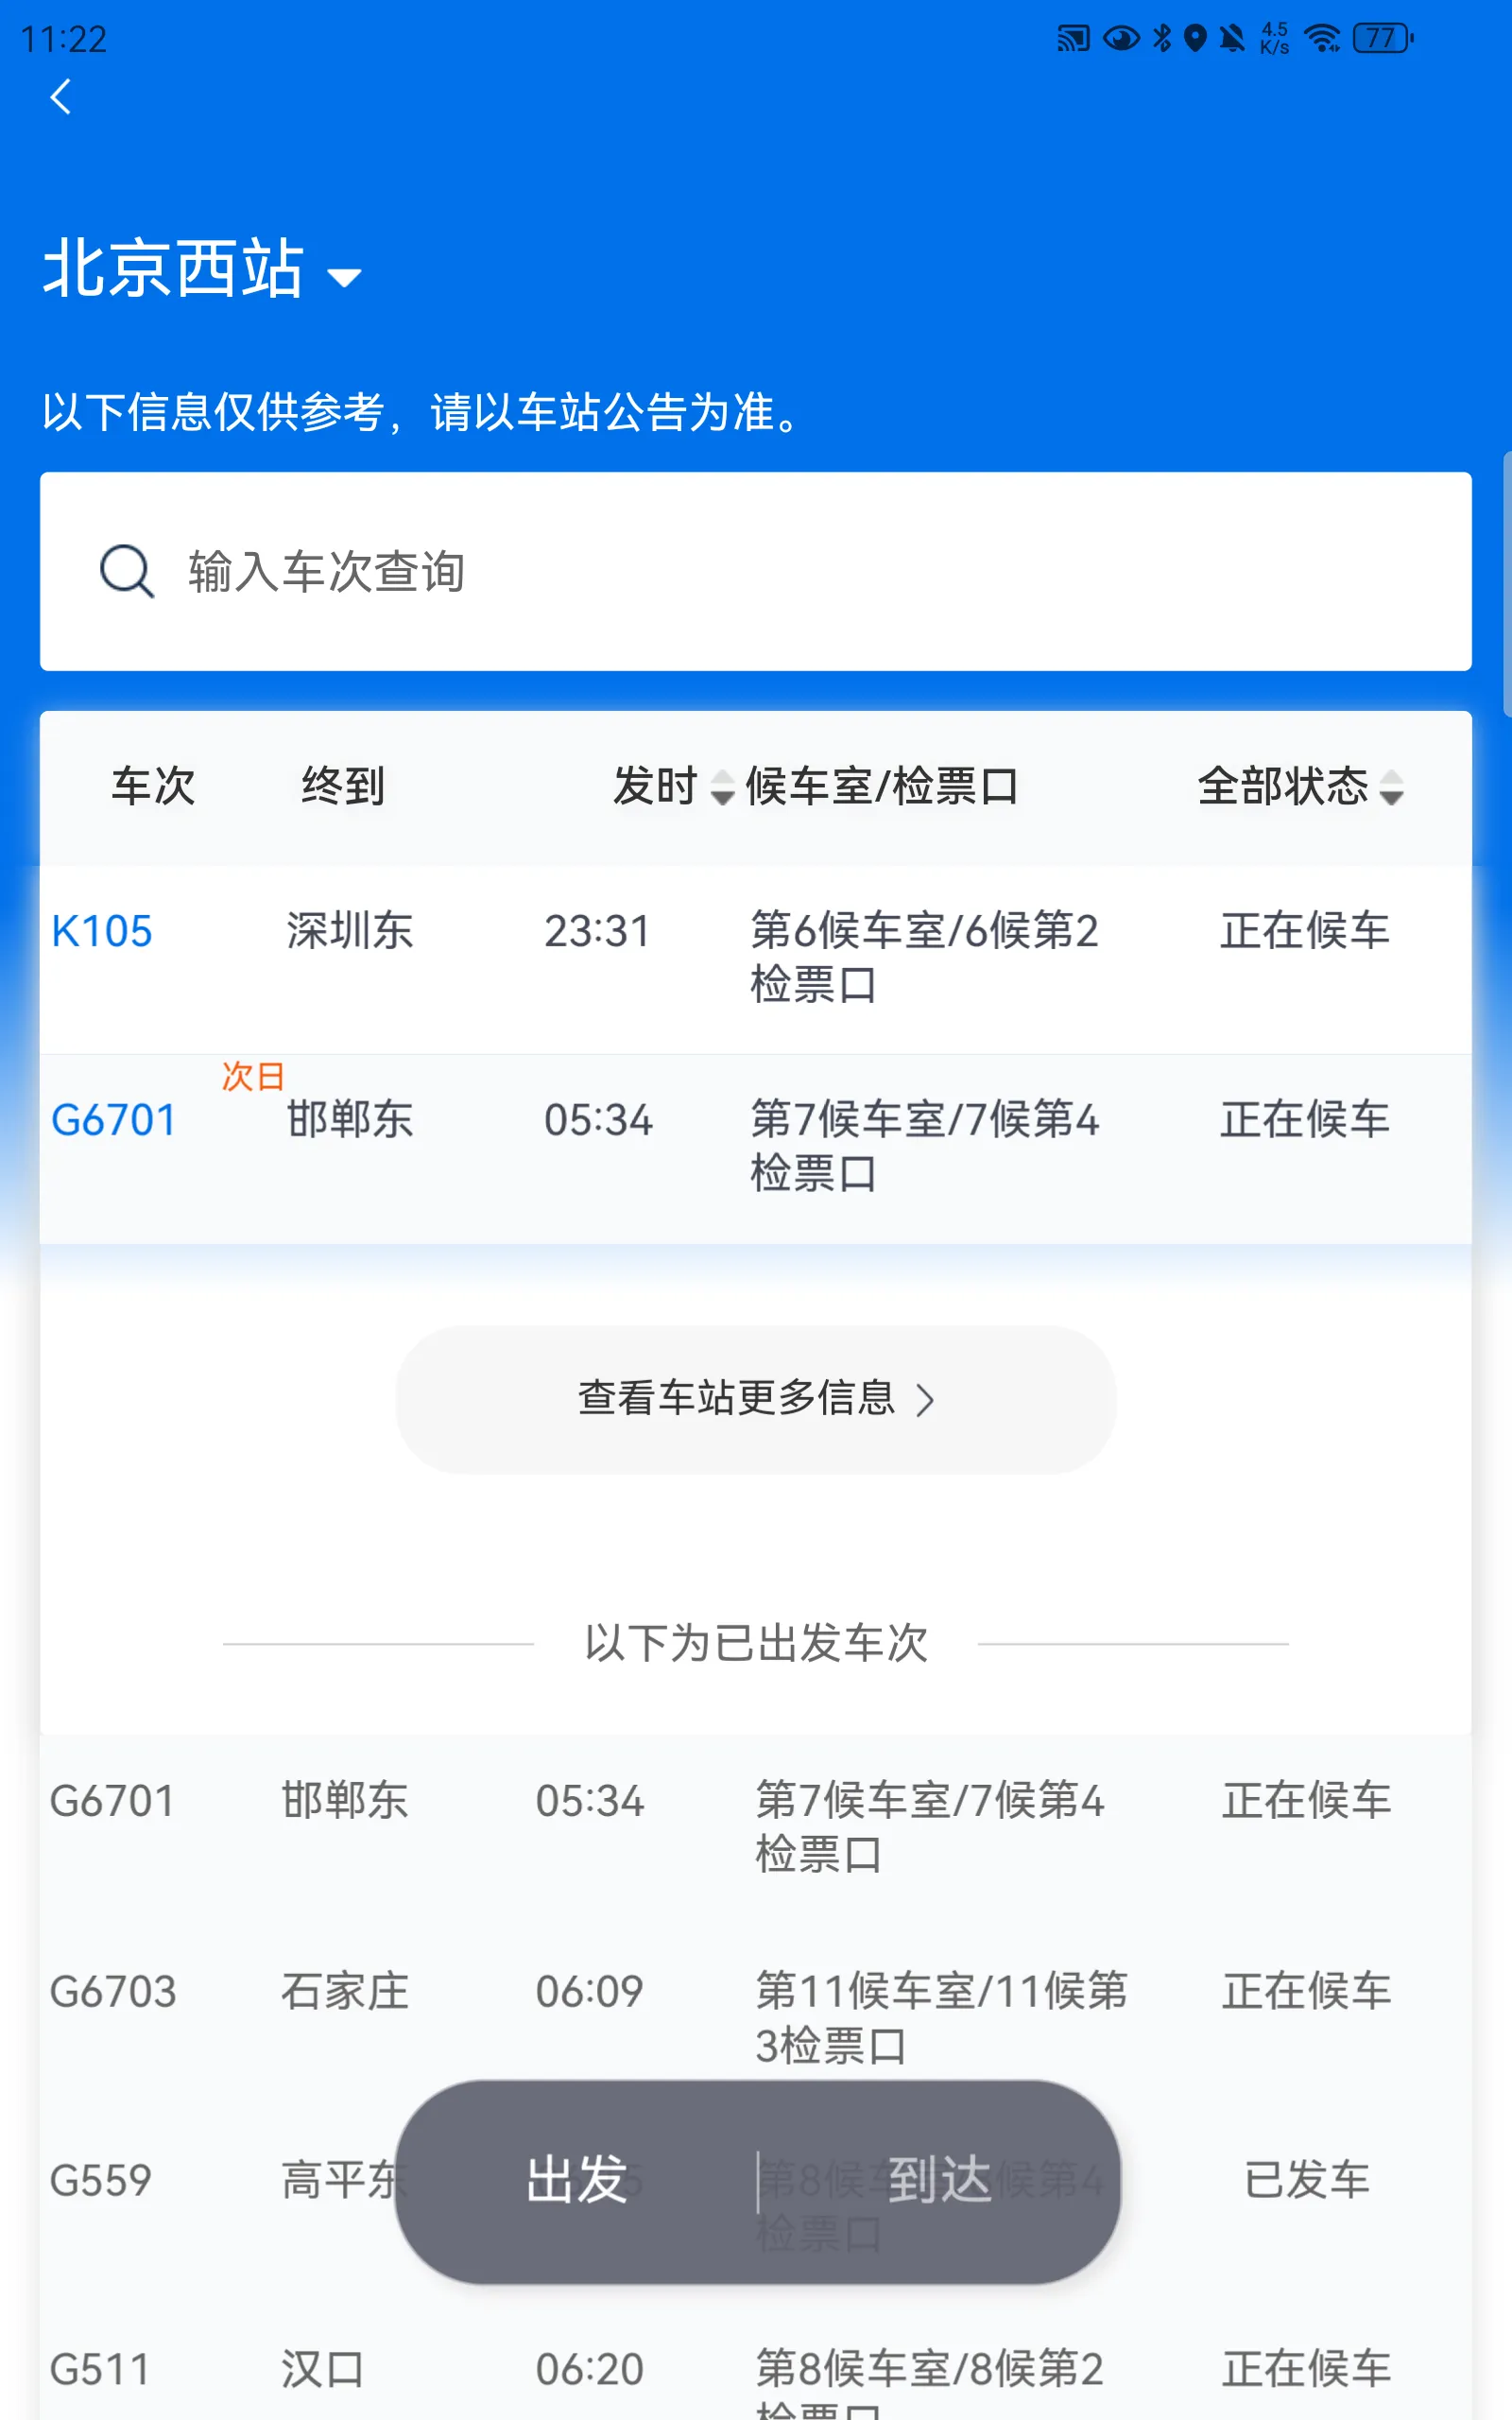 11:22
4.5
K/s
77
北京西站
以下信息仅供参考，请以车站公告为准。
输入车次查询
车次 终到 发时 候车室/检票口 全部状态
K105 深圳东 23:31 第6候车室/6候第2 正在候车
检票口
次日
G6701 邯郸东 05:34 第7候车室/7候第4 正在候车
检票口
查看车站更多信息
以下为已出发车次
G6701 邯郸东 05:34 第7候车室/7候第4 正在候车
检票口
G6703 石家庄 06:09 第11候车室/11候第 正在候车
3检票口
G559 高平东 第8候车 候第4 已发车
检票口
出发 到达
G511 汉口 06:20 第8候车室/8候第2 正在候车
检票口